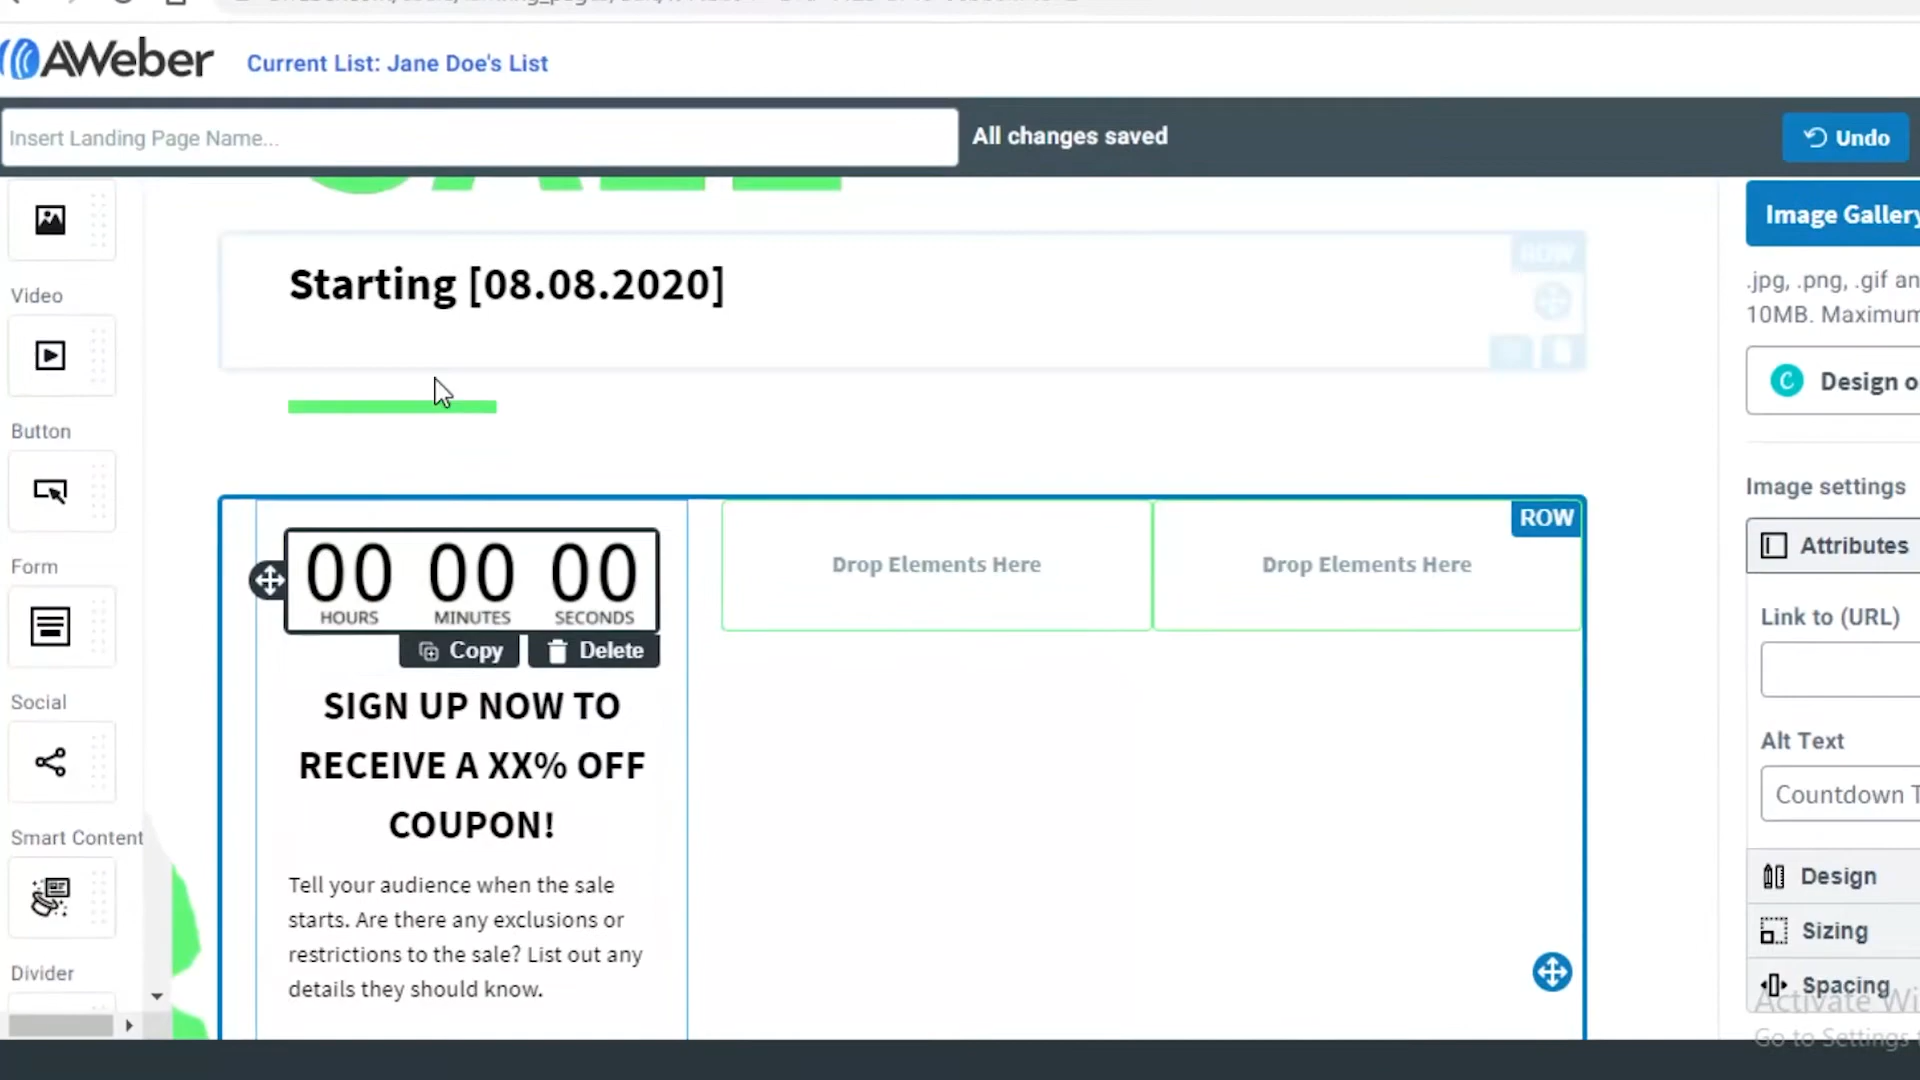 AWeber
Current List: Jane Doe's List
Insert Landing Page Name...
All changes saved
Undo
Video
Button
Form
Social
Smart Content
Divider
SALE
Starting [08.08.2020]
ROW
00 00 00
HOURS MINUTES SECONDS
Copy
Delete
SIGN UP NOW TO
RECEIVE A XX% OFF
COUPON!
Tell your audience when the sale
starts. Are there any exclusions or
restrictions to the sale? List out any
details they should know.
Drop Elements Here
Drop Elements Here
ROW
Image Gallery
.jpg, .png, .gif an
10MB. Maximum
Design o
Image settings
Attributes
Link to (URL)
Alt Text
Countdown T
Design
Sizing
Spacing
Activate Wi
Go to Settings